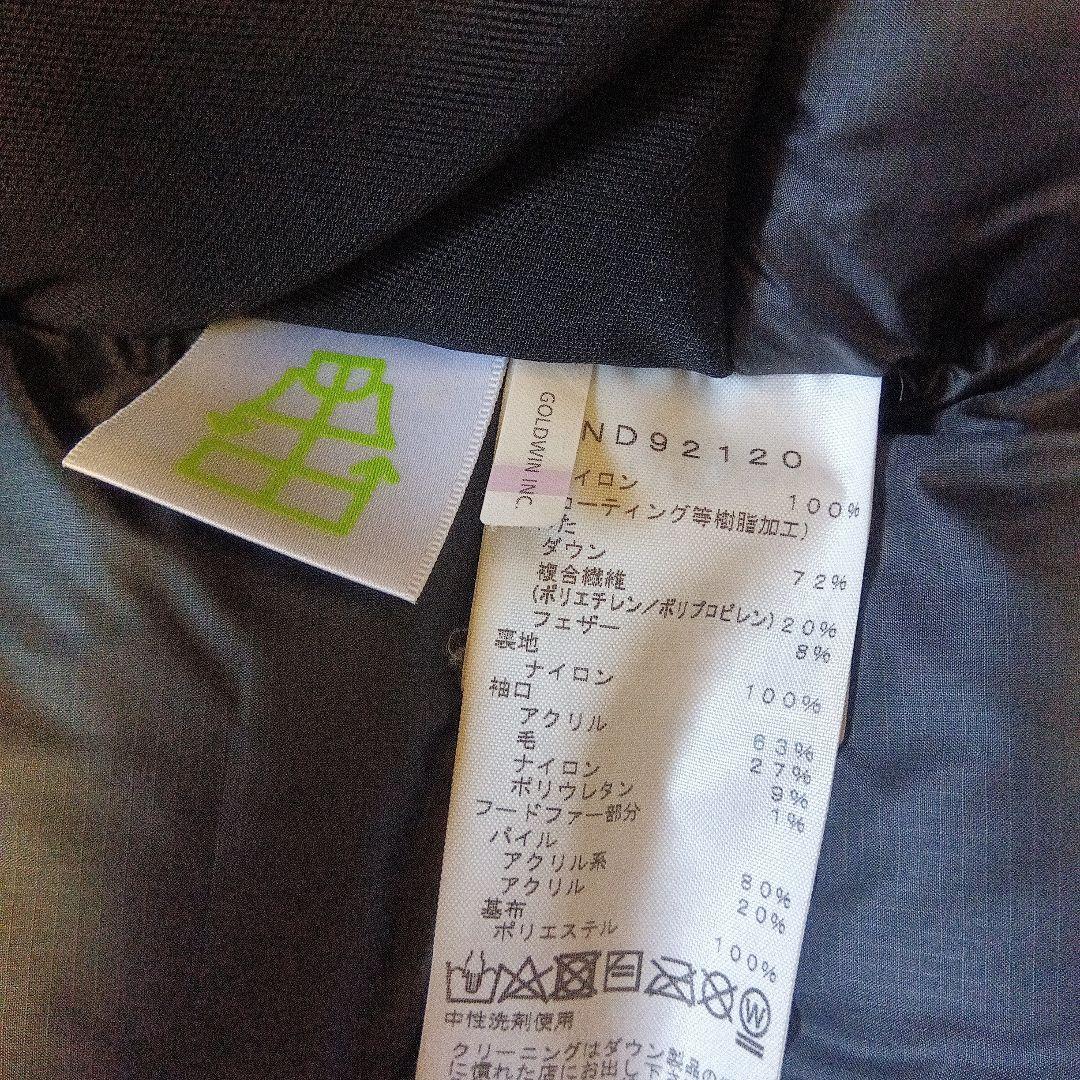 GOLDWIN INC.
ND92120
イロン 100%
コーティング等樹脂加工)
た
ダウン 72%
複合繊維
(ポリエチレン/ポリプロピレン) 20%
フェザー 8%
裏地
ナイロン 100%
袖口
アクリル 63%
毛 27%
ナイロン 9%
ポリウレタン 1%
フードファー部分
パイル
アクリル系 80%
アクリル 20%
基布
ポリエステル 100%
W
中性洗剤使用
クリーニングはダウン製品の
に慣れた店にお出し下さ